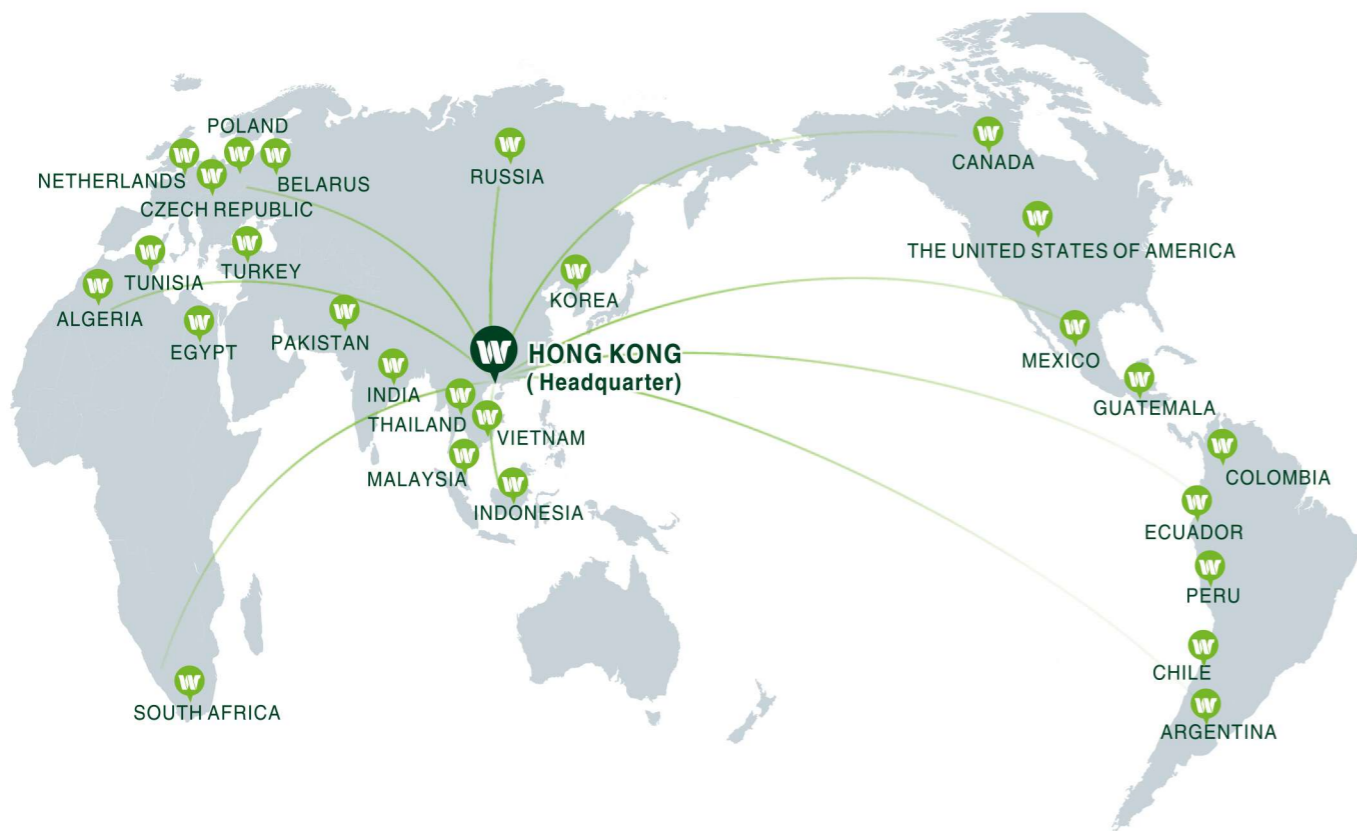 POLAND
NETHERLANDS
BELARUS
CZECH REPUBLIC
RUSSIA
CANADA
THE UNITED STATES OF AMERICA
TUNISIA
TURKEY
KOREA
ALGERIA
EGYPT
PAKISTAN
HONG KONG
(Headquarter)
MEXICO
INDIA
GUATEMALA
THAILAND
VIETNAM
MALAYSIA
COLOMBIA
INDONESIA
ECUADOR
PERU
CHILE
SOUTH AFRICA
ARGENTINA